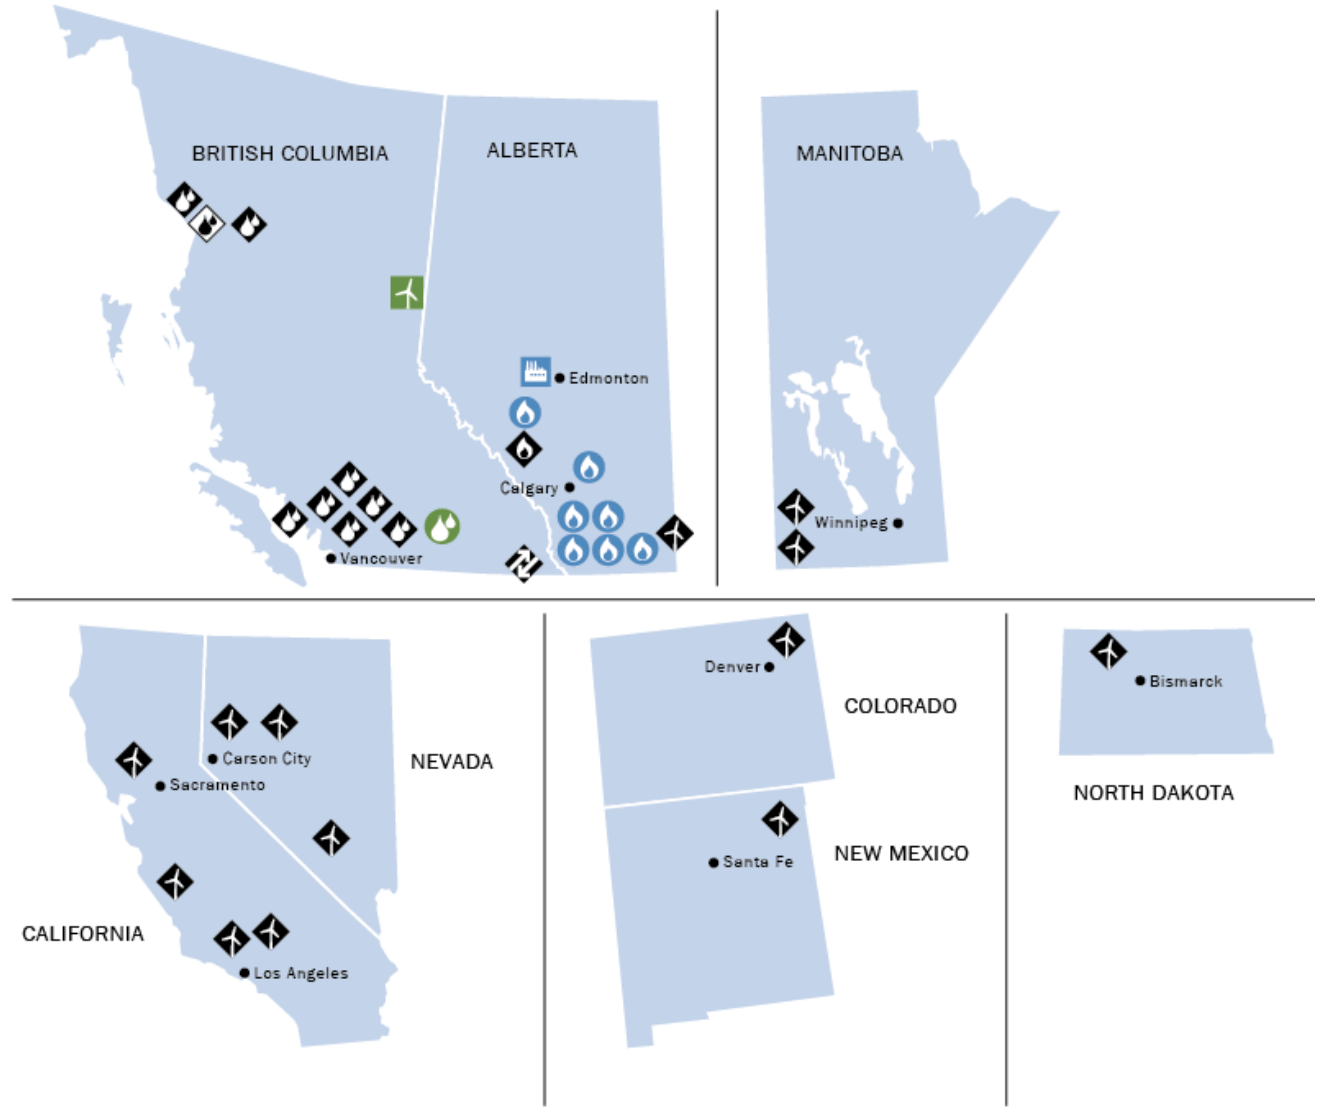 BRITISH COLUMBIA
ALBERTA
MANITOBA
Edmonton
Calgary
Winnipeg
Vancouver
Denver
Bismarck
COLORADO
Carson City
NEVADA
Sacramento
NORTH DAKOTA
NEW MEXICO
Santa Fe
CALIFORNIA
Los Angeles